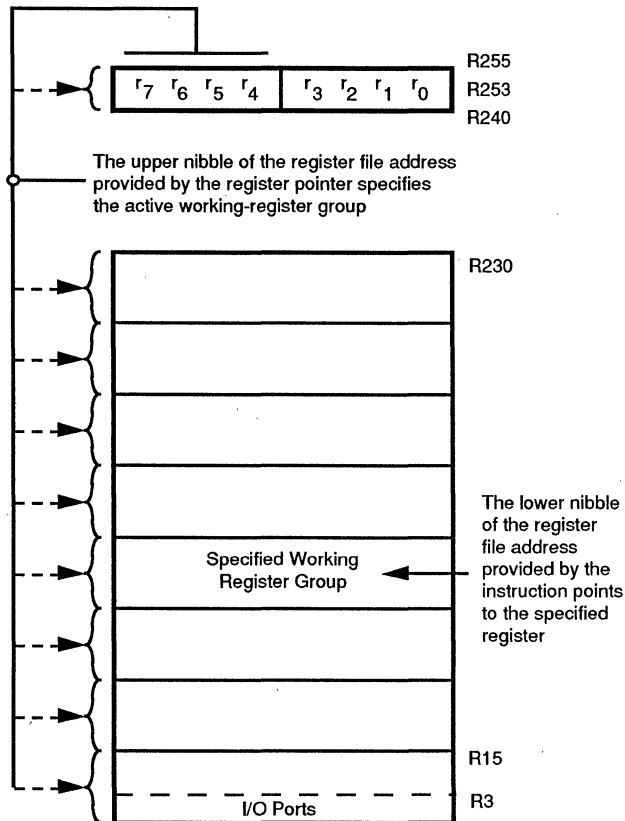 R255
r7 r6 r5 r4 r3 r2 r1 r0
R253
R240
The upper nibble of the register file address
provided by the register pointer specifies
the active working-register group
R230
Specified Working
Register Group
The lower nibble
of the register
file address
provided by the
instruction points
to the specified
register
R15
R3
I/O Ports